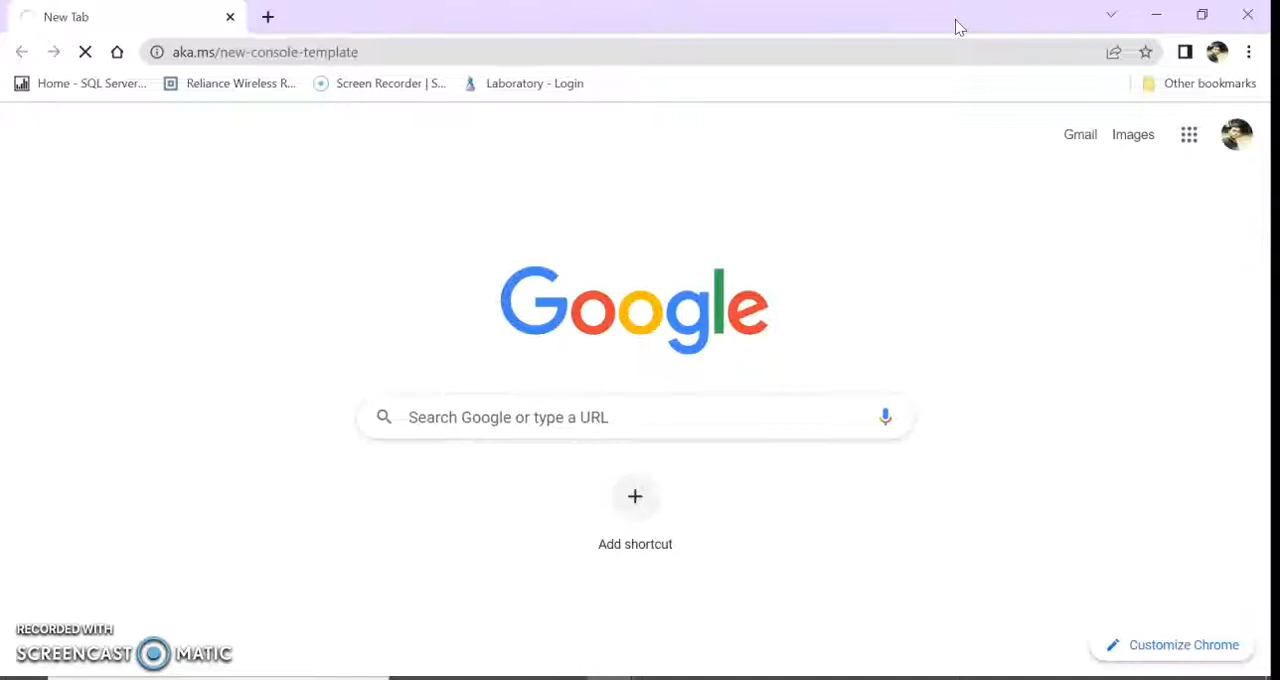 New Tab
aka.ms/new-console-template
Home - SQL Server... Reliance Wireless R... Screen Recorder | S... Laboratory - Login Other bookmarks
Gmail Images
Google
Search Google or type a URL
Add shortcut
RECORDED WITH
SCREENCAST MATIC
Customize Chrome